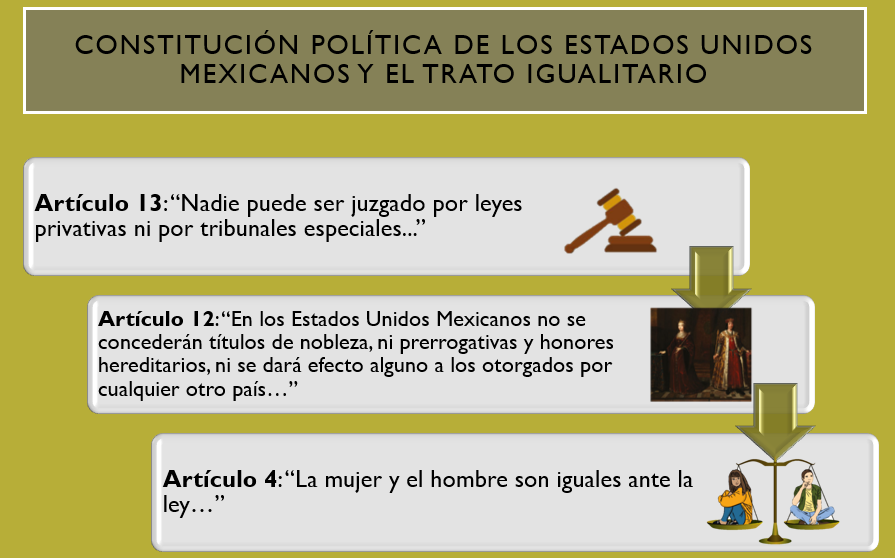 CONSTITUCIÓN POLÍTICA DE LOS ESTADOS UNIDOS
MEXICANOS Y EL TRATO IGUALITARIO
Artículo 13: “Nadie puede ser juzgado por leyes
privativas ni por tribunales especiales...”
Artículo 12: “En los Estados Unidos Mexicanos no se
concederán títulos de nobleza, ni prerrogativas y honores
hereditarios, ni se dará efecto alguno a los otorgados por
cualquier otro país…”
Artículo 4: “La mujer y el hombre son iguales ante la
ley…”